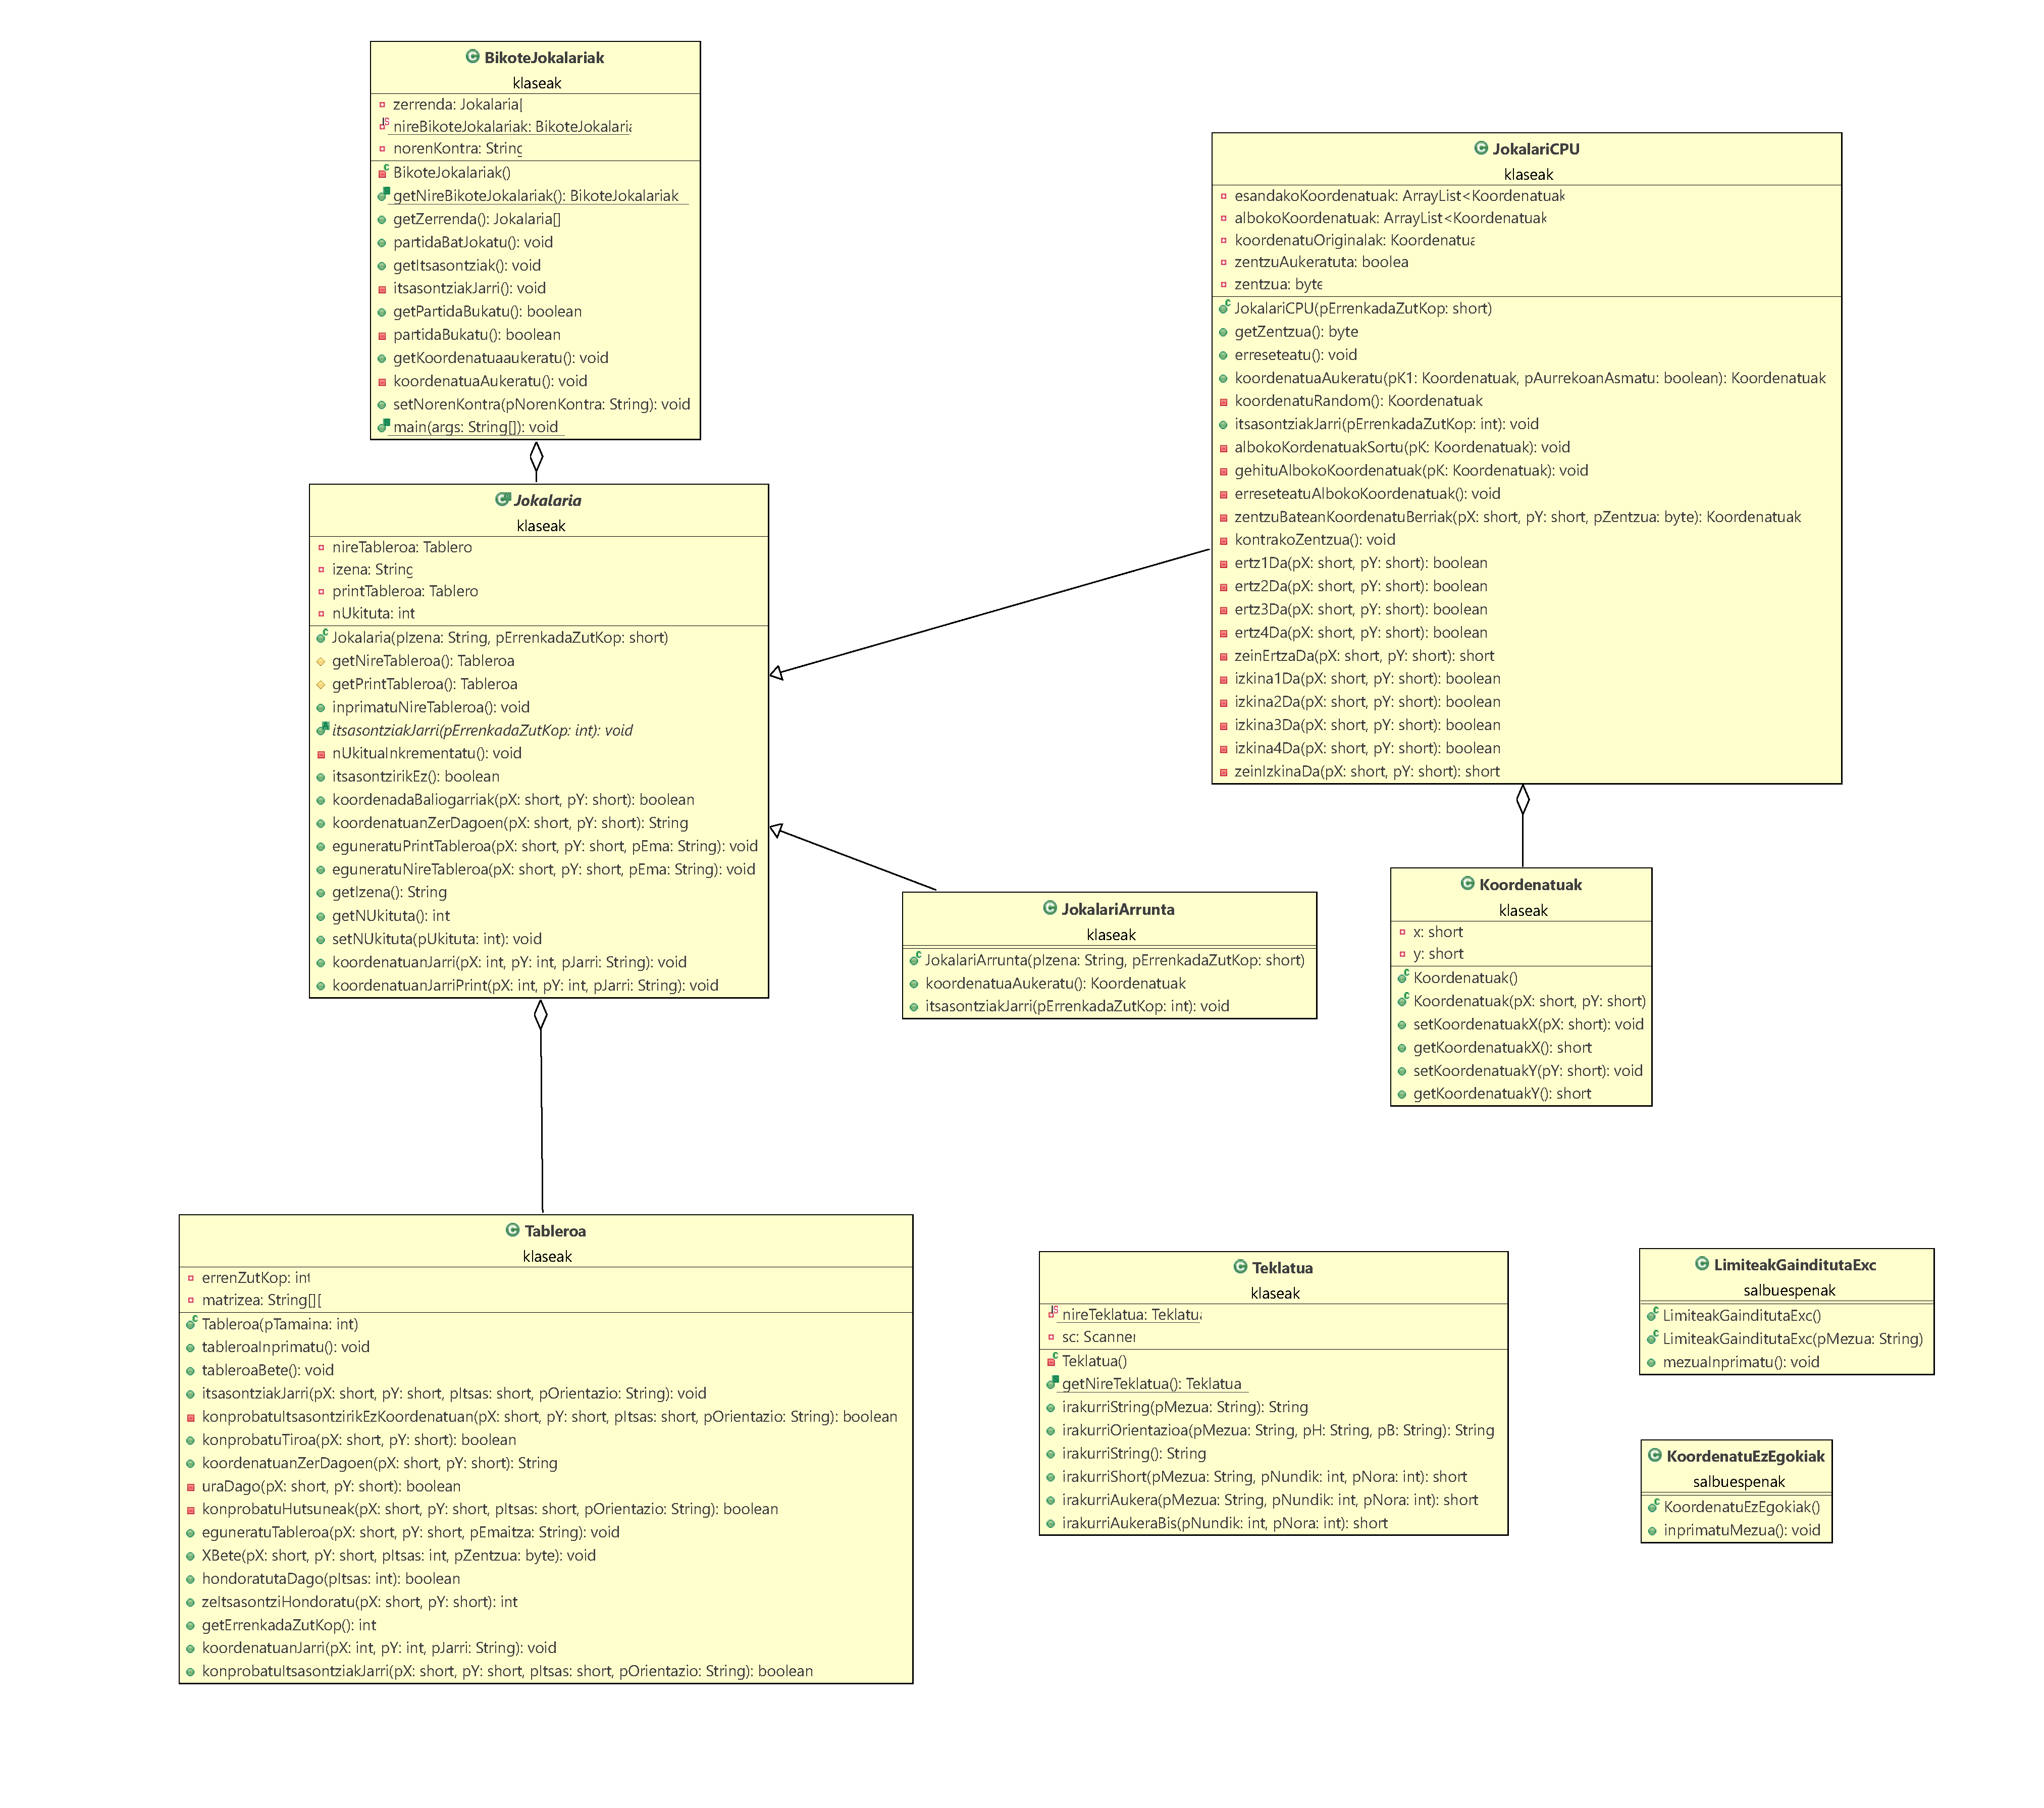 BikoteJokalariak
klaseak
zerrenda: Jokalaria[
nireBikoteJokalariak: BikoteJokalaria
norenKontra: String
BikoteJokalariak()
getNireBikoteJokalariak(): BikoteJokalariak
getZerrenda(): Jokalaria[]
partidaBatJokatu(): void
getItsasontziak(): void
itsasontziakJarri(): void
getPartidaBukatu(): boolean
partidaBukatu(): boolean
getKoordenatuaaukeratu(): void
koordenatuaAukeratu(): void
setNorenKontra(pNorenKontra: String): void
main(args: String[]): void
JokalariCPU
klaseak
esandakoKoordenatuak: ArrayList<Koordenatuak
albokoKoordenatuak: ArrayList<Koordenatuak
koordenatuOriginalak: Koordenatua
zentzuAukeratuta: boolea
zentzua: byte
JokalariCPU(pErrenkadaZutKop: short)
getZentzua(): byte
erreseteatu(): void
koordenatuaAukeratu(pK1: Koordenatuak, pAurrekoanAsmatu: boolean): Koordenatuak
koordenatuRandom(): Koordenatuak
itsasontziakJarri(pErrenkadaZutKop: int): void
albokoKordenatuakSortu(pK: Koordenatuak): void
gehituAlbokoKoordenatuak(pK: Koordenatuak): void
erreseteatuAlbokoKoordenatuak(): void
zentzuBateanKoordenatuBerriak(pX: short, pY: short, pZentzua: byte): Koordenatuak
kontrakoZentzua(): void
ertz1Da(pX: short, pY: short): boolean
ertz2Da(pX: short, pY: short): boolean
ertz3Da(pX: short, pY: short): boolean
ertz4Da(pX: short, pY: short): boolean
zeinErtzaDa(pX: short, pY: short): short
izkina1Da(pX: short, pY: short): boolean
izkina2Da(pX: short, pY: short): boolean
izkina3Da(pX: short, pY: short): boolean
izkina4Da(pX: short, pY: short): boolean
zeinIzkinaDa(pX: short, pY: short): short
Jokalaria
klaseak
nireTableroa: Tablero
izena: String
printTableroa: Tablero
nUkituta: int
Jokalaria(pIzena: String, pErrenkadaZutKop: short)
getNireTableroa(): Tableroa
getPrintTableroa(): Tableroa
inprimatuNireTableroa(): void
itsasontziakJarri(pErrenkadaZutKop: int): void
nUkituaInkrementatu(): void
itsasontzirikEz(): boolean
koordenadaBaliogarriak(pX: short, pY: short): boolean
koordenatuanZerDagoen(pX: short, pY: short): String
eguneratuPrintTableroa(pX: short, pY: short, pEma: String): void
eguneratuNireTableroa(pX: short, pY: short, pEma: String): void
getIzena(): String
getNUkituta(): int
setNUkituta(pUkituta: int): void
koordenatuanJarri(pX: int, pY: int, pJarri: String): void
koordenatuanJarriPrint(pX: int, pY: int, pJarri: String): void
JokalariArrunta
klaseak
JokalariArrunta(pIzena: String, pErrenkadaZutKop: short)
koordenatuaAukeratu(): Koordenatuak
itsasontziakJarri(pErrenkadaZutKop: int): void
Koordenatuak
klaseak
x: short
y: short
Koordenatuak()
Koordenatuak(pX: short, pY: short)
setKoordenatuakX(pX: short): void
getKoordenatuakX(): short
setKoordenatuakY(pY: short): void
getKoordenatuakY(): short
Tableroa
klaseak
errenZutKop: int
matrizea: String[][
Tableroa(pTamaina: int)
tableroaInprimatu(): void
tableroaBete(): void
itsasontziakJarri(pX: short, pY: short, pItsas: short, pOrientazio: String): void
konprobatuItsasontzirikEzKoordenatuan(pX: short, pY: short, pItsas: short, pOrientazio: String): boolean
konprobatuTiroa(pX: short, pY: short): boolean
koordenatuanZerDagoen(pX: short, pY: short): String
uraDago(pX: short, pY: short): boolean
konprobatuHutsuneak(pX: short, pY: short, pItsas: short, pOrientazio: String): boolean
eguneratuTableroa(pX: short, pY: short, pEmaitza: String): void
XBete(pX: short, pY: short, pItsas: int, pZentzua: byte): void
hondoratutaDago(pItsas: int): boolean
zeItsasontziHondoratu(pX: short, pY: short): int
getErrenkadaZutKop(): int
koordenatuanJarri(pX: int, pY: int, pJarri: String): void
konprobatuItsasontziakJarri(pX: short, pY: short, pItsas: short, pOrientazio: String): boolean
Teklatua
klaseak
nireTeklatua: Teklatua
sc: Scanner
Teklatua()
getNireTeklatua(): Teklatua
irakurriString(pMezua: String): String
irakurriOrientazioa(pMezua: String, pH: String, pB: String): String
irakurriString(): String
irakurriShort(pMezua: String, pNundik: int, pNora: int): short
irakurriAukera(pMezua: String, pNundik: int, pNora: int): short
irakurriAukeraBis(pNundik: int, pNora: int): short
LimiteakGaindituta​Exc
salbuespenak
LimiteakGainditutaExc()
LimiteakGainditutaExc(pMezua: String)
mezuaInprimatu(): void
KoordenatuEzEgokiak
salbuespenak
KoordenatuEzEgokiak()
inprimatuMezua(): void